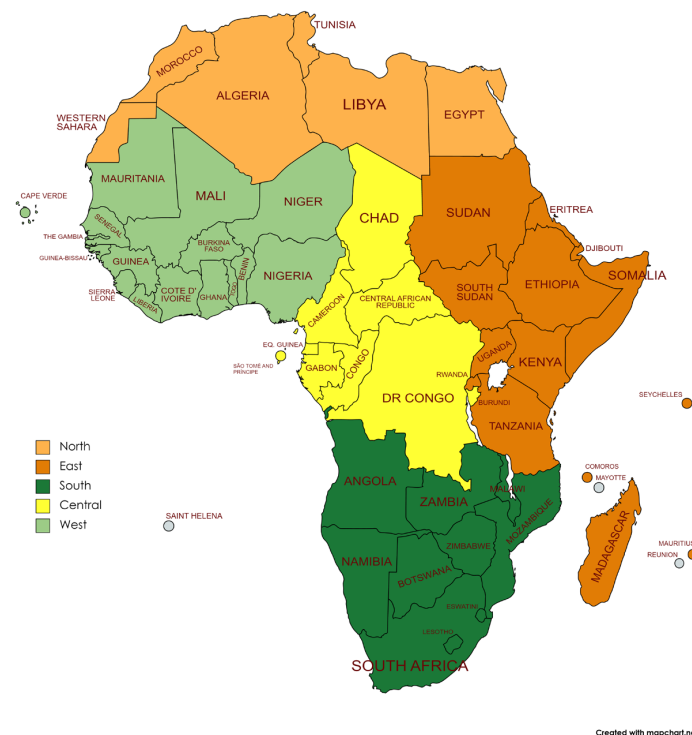 TUNISIA
MOROCCO
ALGERIA
LIBYA
EGYPT
WESTERN
SAHARA
MAURITANIA
MALI
NIGER
CHAD
SUDAN
ERITREA
CAPE VERDE
SENEGAL
THE GAMBIA
GUINEA-BISSAU
GUINEA
BURKINA
FASO
BENIN
TOGO
NIGERIA
DJIBOUTI
SOMALIA
ETHIOPIA
SOUTH
SUDAN
SIERRA
LEONE
LIBERIA
COTE D'
IVOIRE
GHANA
CAMEROON
CENTRAL AFRICAN
REPUBLIC
EQ. GUINEA
SÃO TOMÉ AND
PRÍNCIPE
GABON
CONGO
DR CONGO
UGANDA
KENYA
RWANDA
BURUNDI
TANZANIA
SEYCHELLES
North
East
South
Central
West
COMOROS
MAYOTTE
ANGOLA
ZAMBIA
MALAWI
MOZAMBIQUE
SAINT HELENA
MADAGASCAR
MAURITIUS
REUNION
NAMIBIA
ZIMBABWE
BOTSWANA
ESWATINI
LESOTHO
SOUTH AFRICA
Created with mapchart.ne